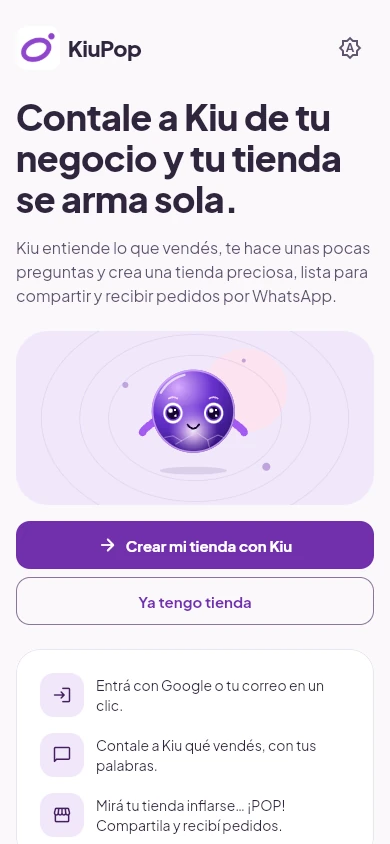 KiuPop
A
Contale a Kiu de tu
negocio y tu tienda
se arma sola.
Kiu entiende lo que vendés, te hace unas pocas
preguntas y crea una tienda preciosa, lista para
compartir y recibir pedidos por WhatsApp.
Crear mi tienda con Kiu
Ya tengo tienda
Entrá con Google o tu correo en un
clic.
Contale a Kiu qué vendés, con tus
palabras.
Mirá tu tienda inflarse… ¡POP!
Compartila y recibí pedidos.